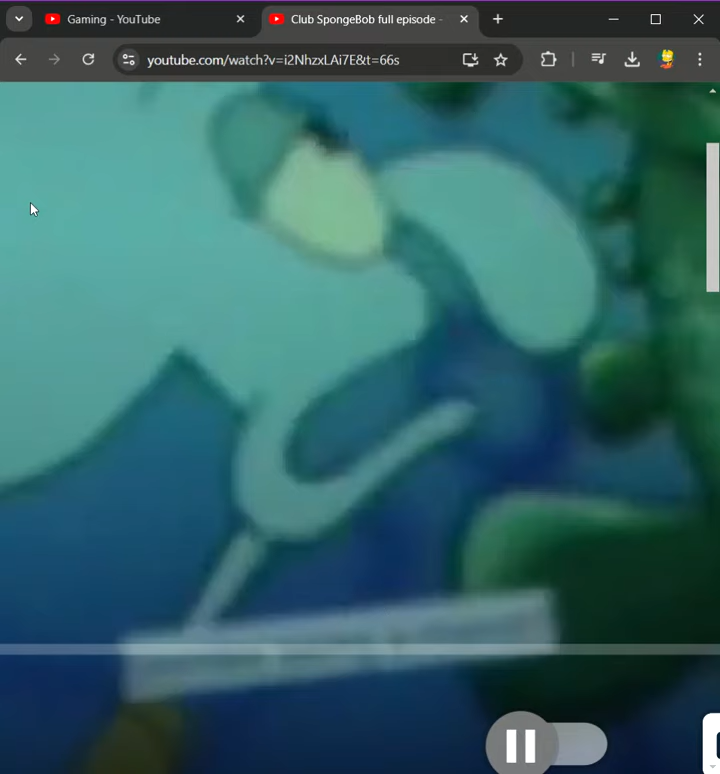 Gaming - YouTube
Club SpongeBob full episode -
youtube.com/watch?v=i2NhzxLAi7E&t=66s